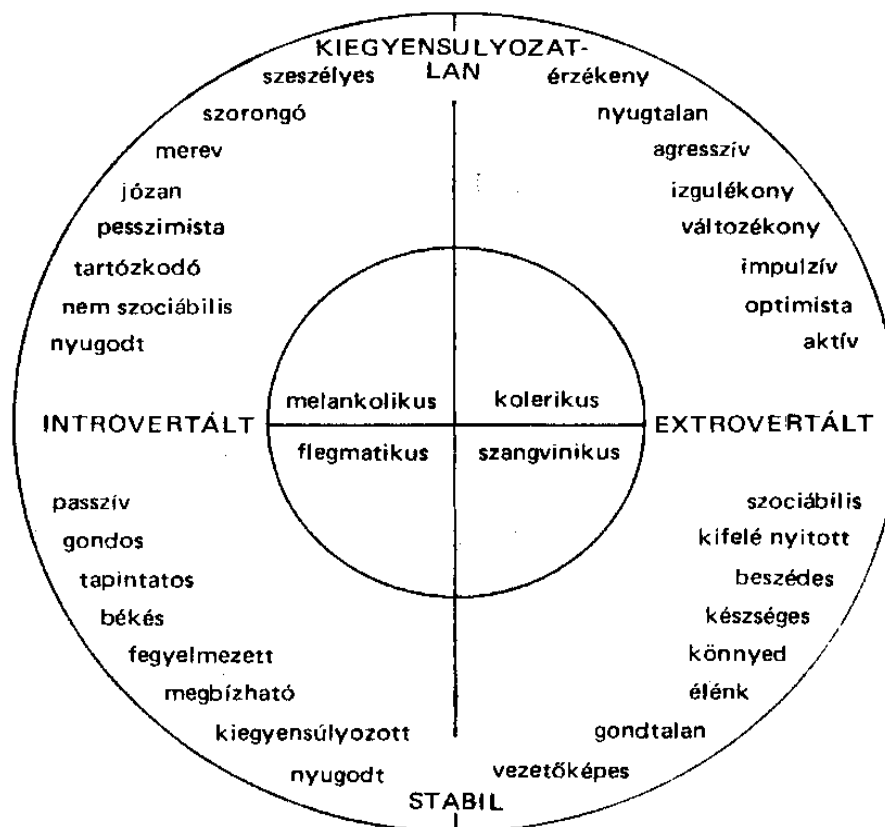 KIEGYENSULYOZAT-
LAN
szeszélyes
érzékeny
szorongó
nyugtalan
merev
agresszív
józan
izgulékony
pesszimista
változékony
tartózkodó
impulzív
nem szociábilis
optimista
nyugodt
aktív
melankolikus
kolerikus
INTROVERTÁLT
EXTROVERTÁLT
flegmatikus
szangvinikus
passzív
szociábilis
gondos
kifelé nyitott
tapintatos
beszédes
békés
készséges
fegyelmezett
könnyed
megbízható
élénk
kiegyensúlyozott
gondtalan
nyugodt
vezetőképes
STABIL